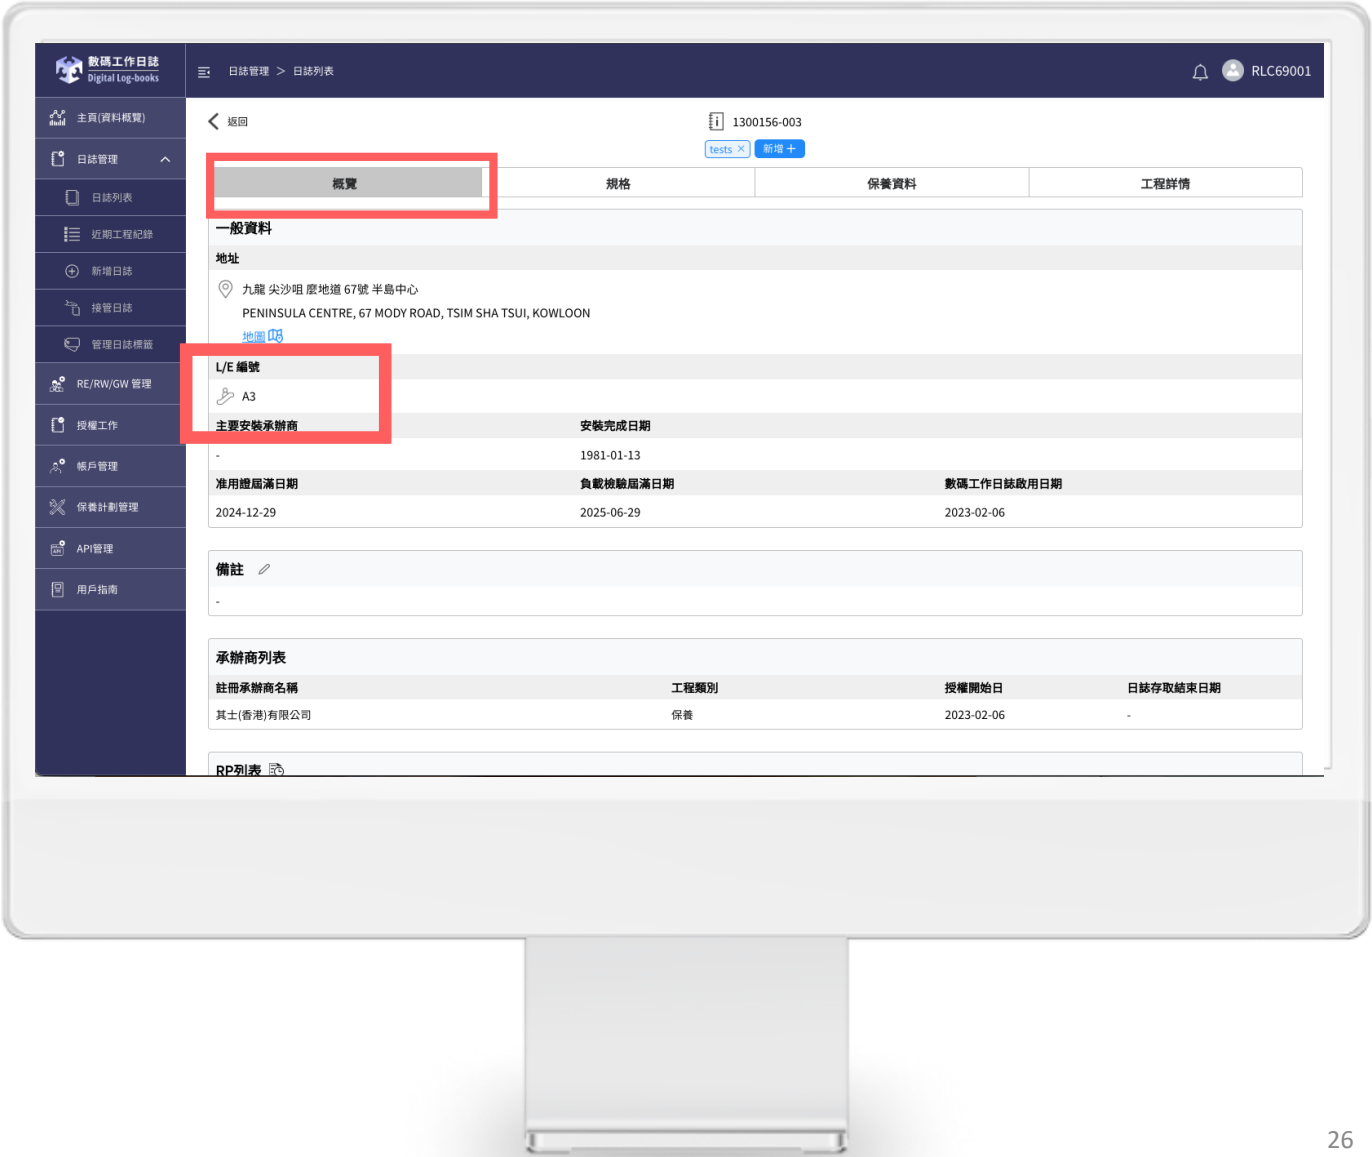 數碼工作日誌
Digital Log-books
日誌管理 > 日誌列表
RLC69001
主頁(資料概覽)
日誌管理
日誌列表
近期工程紀錄
新增日誌
接管日誌
管理日誌標籤
RE/RW/GW 管理
授權工作
帳戶管理
保養計劃管理
API管理
用戶指南
返回
1300156-003
tests × 新增 +
概覽 規格 保養資料 工程詳情
一般資料
地址
九龍 尖沙咀 麼地道 67號 半島中心
PENINSULA CENTRE, 67 MODY ROAD, TSIM SHA TSUI, KOWLOON
地圖
L/E 編號
A3
主要安裝承辦商 安裝完成日期
- 1981-01-13
准用證屆滿日期 負載檢驗屆滿日期 數碼工作日誌啟用日期
2024-12-29 2025-06-29 2023-02-06
備註
-
承辦商列表
註冊承辦商名稱 工程類別 授權開始日 日誌存取結束日期
其士(香港)有限公司 保養 2023-02-06 -
RP列表
26